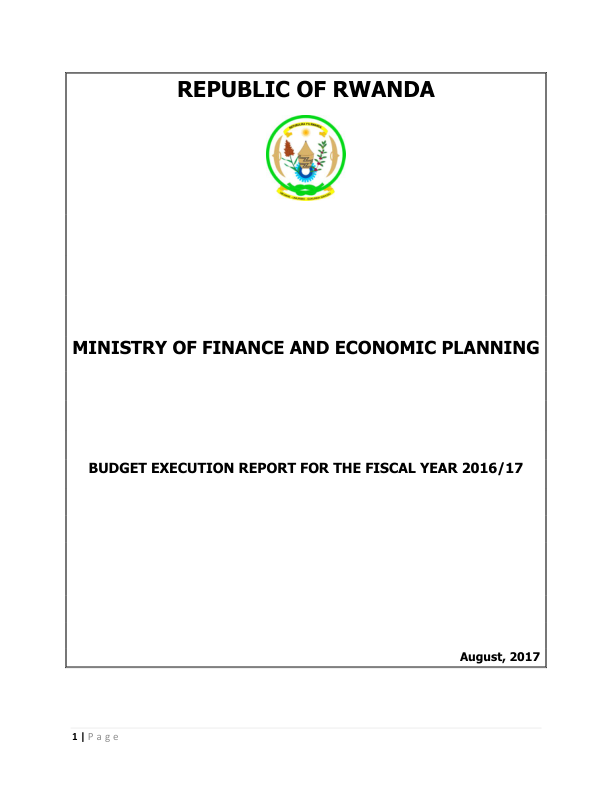 REPUBLIC OF RWANDA
MINISTRY OF FINANCE AND ECONOMIC PLANNING
BUDGET EXECUTION REPORT FOR THE FISCAL YEAR 2016/17
August, 2017
1 | P a g e